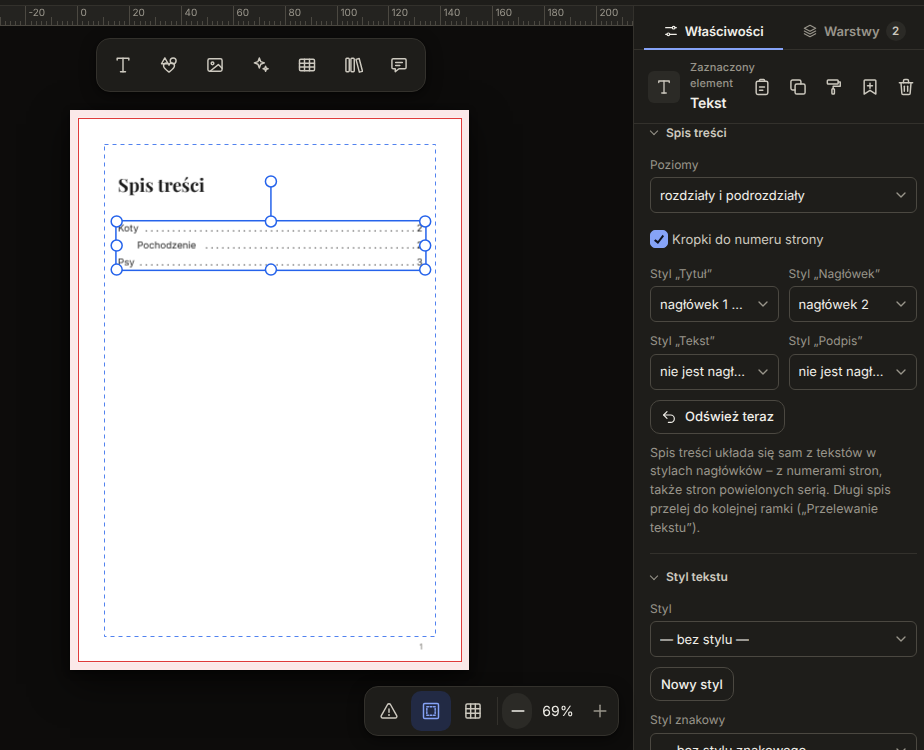 -20 0 20 40 60 80 100 120 140 160 180 200
Właściwości
Warstwy 2
Zaznaczony
element
Tekst
Spis treści
Poziomy
rozdziały i podrozdziały
Kropki do numeru strony
Styl „Tytuł” Styl „Nagłówek”
nagłówek 1 ... nagłówek 2
Styl „Tekst” Styl „Podpis”
nie jest nagł... nie jest nagł...
Odśwież teraz
Spis treści układa się sam z tekstów w
stylach nagłówków – z numerami stron,
także stron powielonych serią. Długi spis
przelej do kolejnej ramki („Przelewanie
tekstu”).
Styl tekstu
Styl
— bez stylu —
Nowy styl
Styl znakowy
— bez stylu znakowego
Spis treści
Koty 2
Pochodzenie 2
Psy 3
1
69%